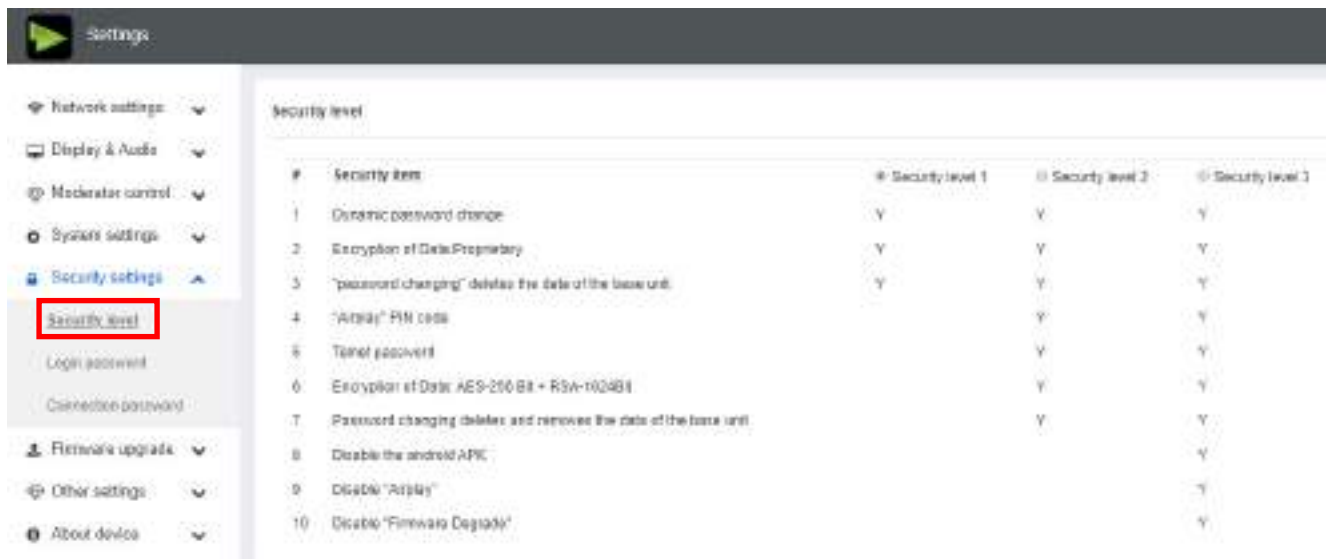 Settings
Network settings
Display & Audio
Moderator control
System settings
Security settings
Security level
Login password
Connection password
Firmware upgrade
Other settings
About device
Security level
# Security item Security level 1 Security level 2 Security level 3
1 Dynamic password change Y Y Y
2 Encryption of Data:Proprietary Y Y Y
3 "password changing" deletes the data of the base unit Y Y Y
4 "Airplay" PIN code Y Y
5 Telnet password Y Y
6 Encryption of Data: AES-256 Bit + RSA-1024Bit Y Y
7 Password changing deletes and removes the data of the base unit Y Y
8 Disable the android APK Y
9 Disable "Airplay" Y
10 Disable "Firmware Degrade" Y